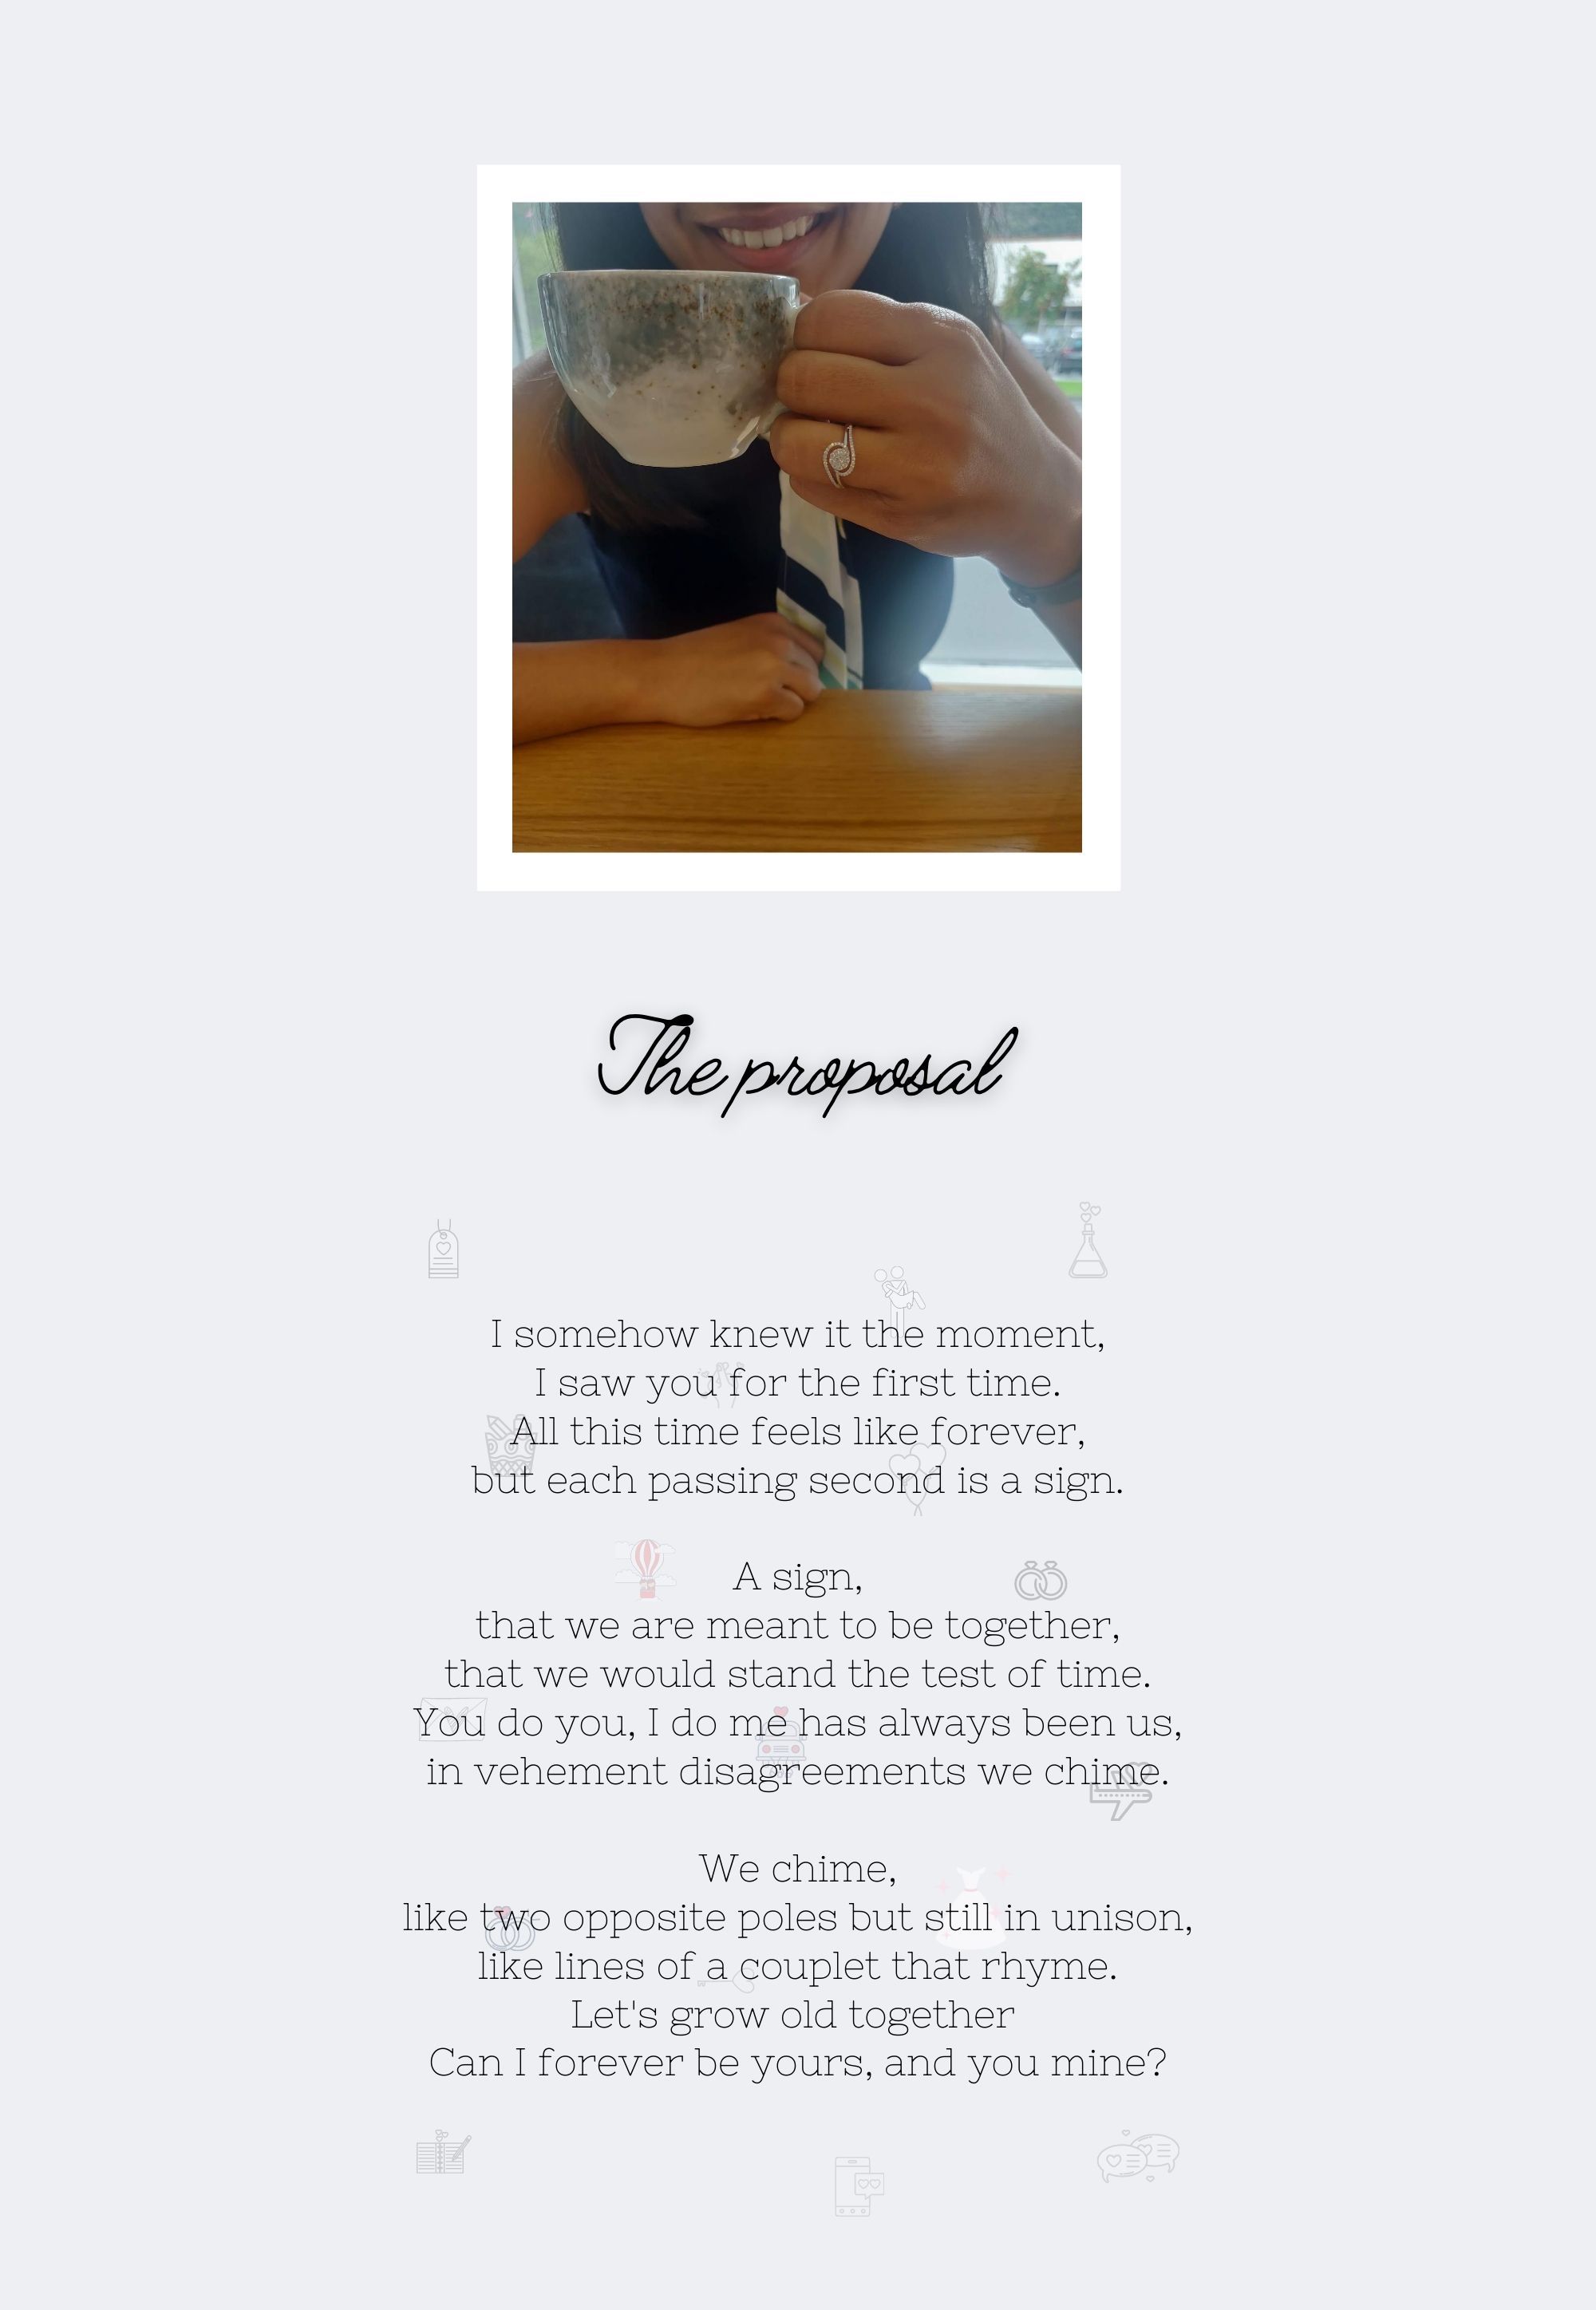 The proposal
I somehow knew it the moment,
I saw you for the first time.
All this time feels like forever,
but each passing second is a sign.
A sign,
that we are meant to be together,
that we would stand the test of time.
You do you, I do me has always been us,
in vehement disagreements we chime.
We chime,
like two opposite poles but still in unison,
like lines of a couplet that rhyme.
Let's grow old together
Can I forever be yours, and you mine?